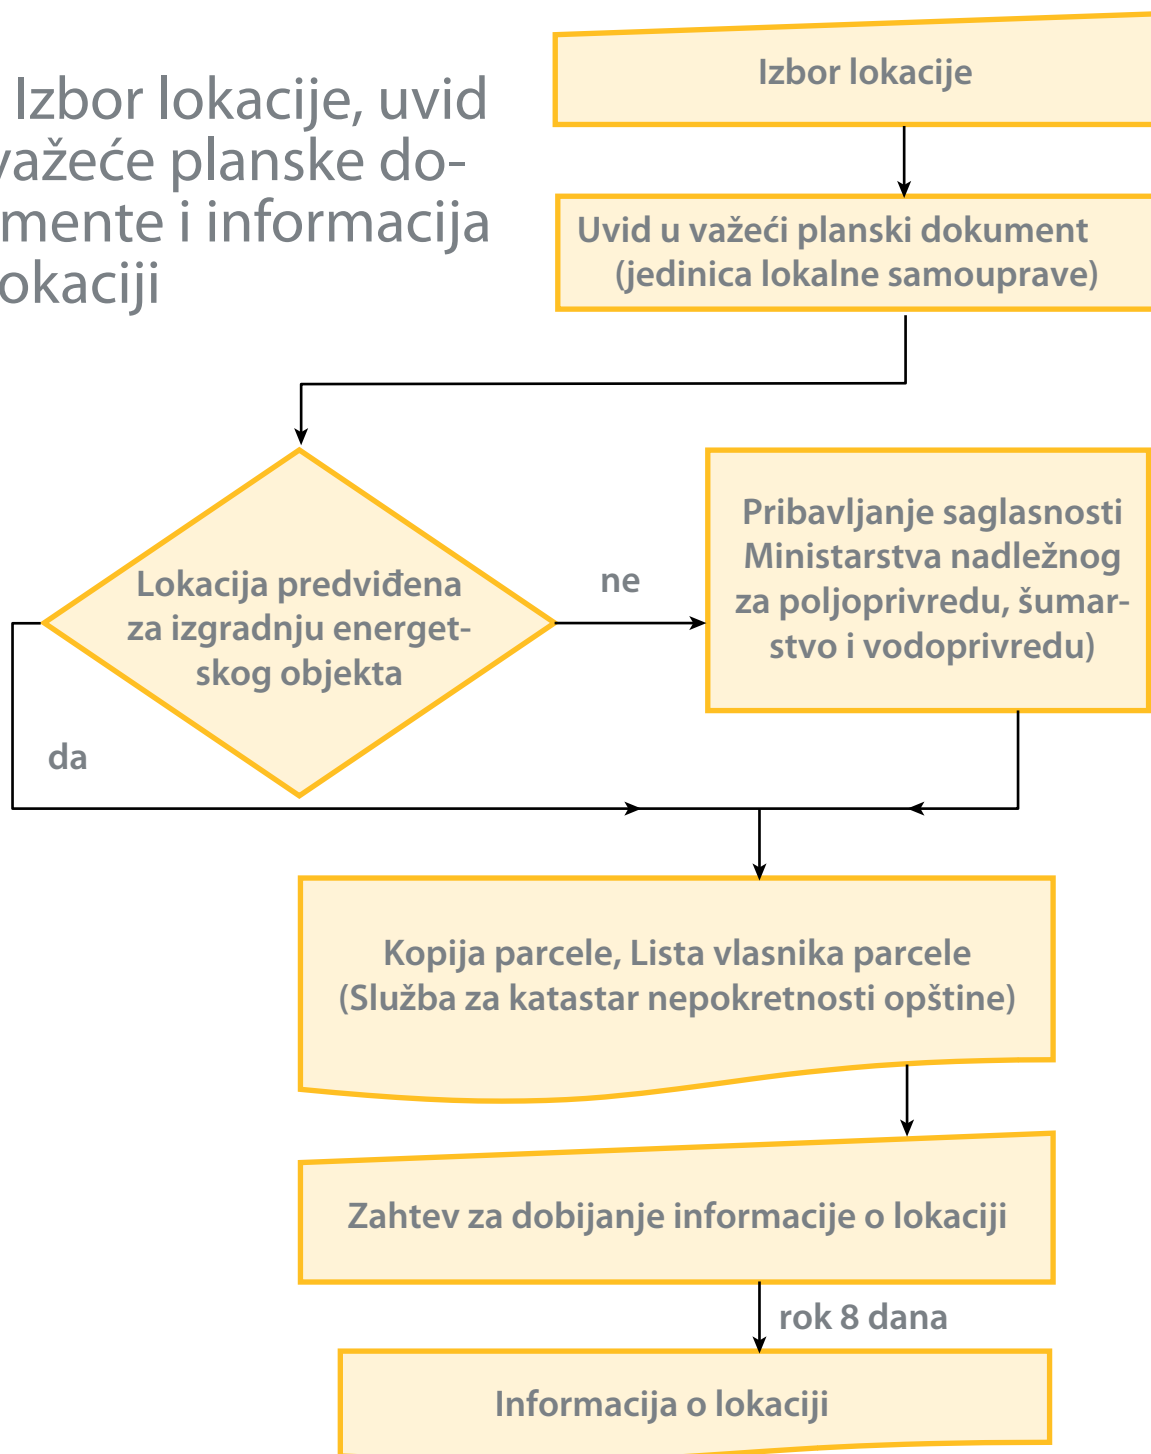 Izbor lokacije, uvid
važeće planske do-
mente i informacija
okaciji
Izbor lokacije
Uvid u važeći planski dokument
(jedinica lokalne samouprave)
Lokacija predviđena
za izgradnju energet-
skog objekta
ne
da
Pribavljanje saglasnosti
Ministarstva nadležnog
za poljoprivredu, šumar-
stvo i vodoprivredu)
Kopija parcele, Lista vlasnika parcele
(Služba za katastar nepokretnosti opštine)
Zahtev za dobijanje informacije o lokaciji
rok 8 dana
Informacija o lokaciji